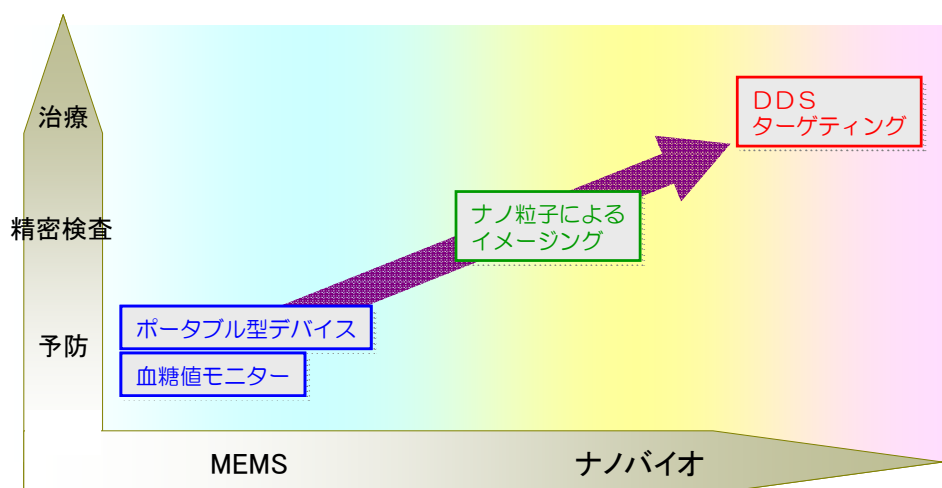 治療
精密検査
予防
DDS
ターゲティング
ナノ粒子による
イメージング
ポータブル型デバイス
血糖値モニター
MEMS
ナノバイオ